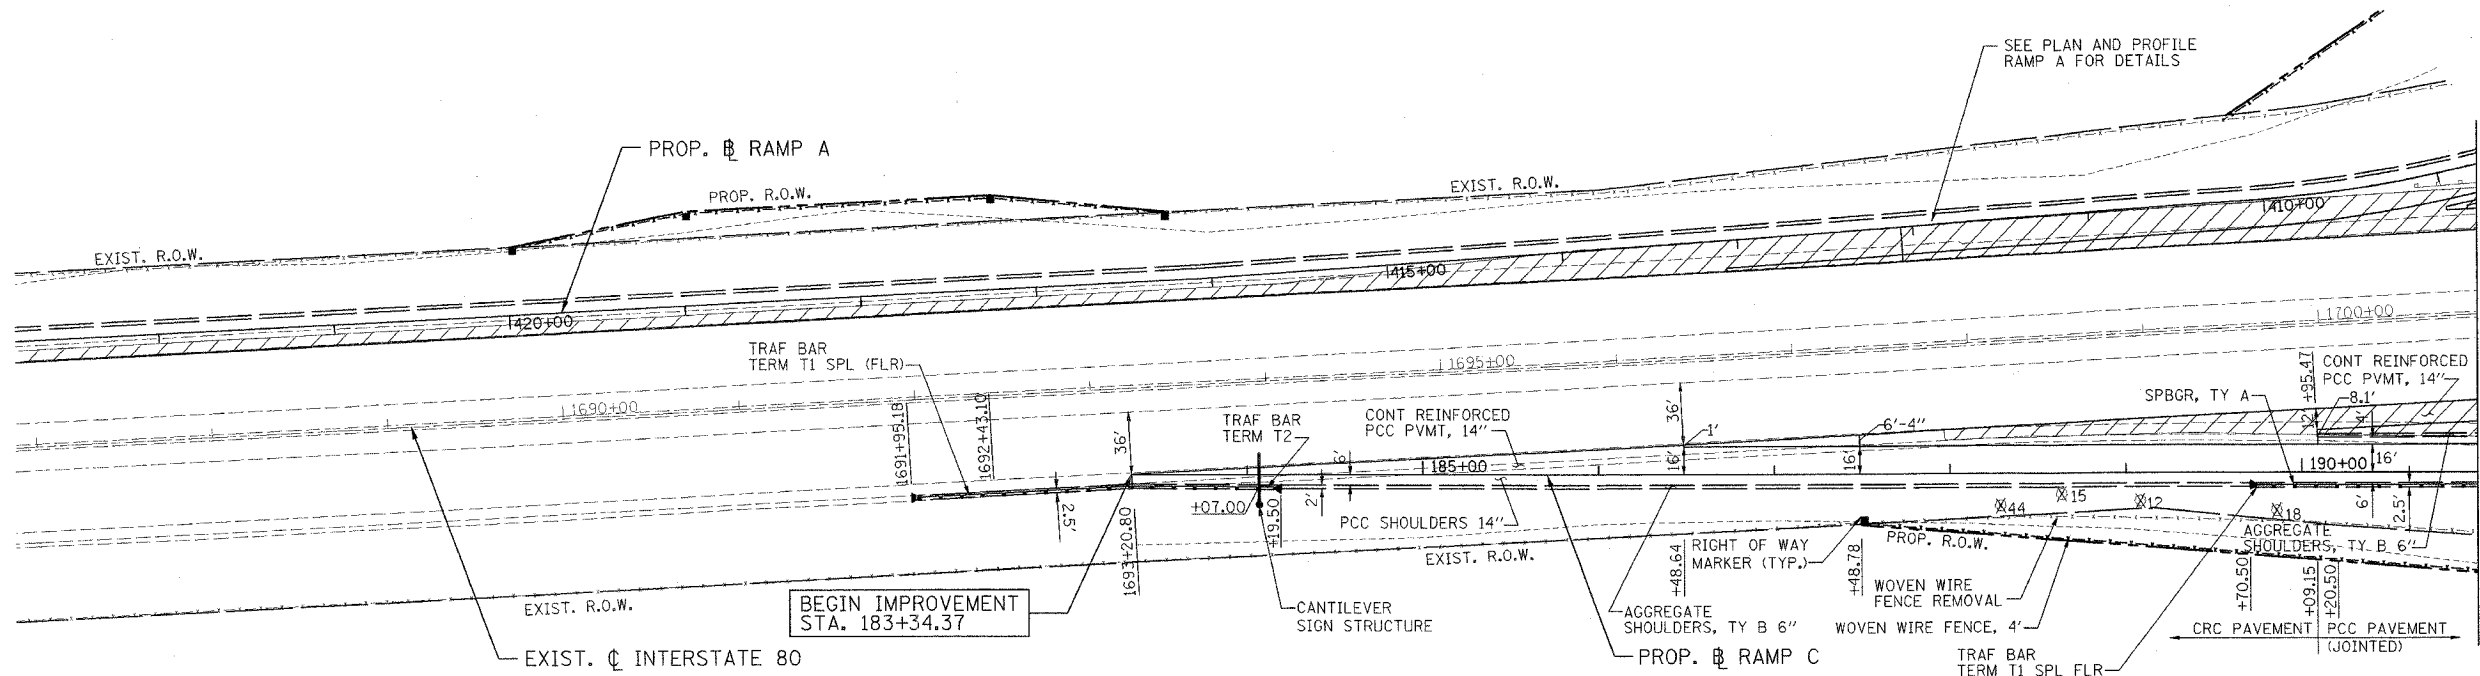 SEE PLAN AND PROFILE
RAMP A FOR DETAILS
PROP. ℄ RAMP A
PROP. R.O.W.
EXIST. R.O.W.
EXIST. R.O.W.
410+00
415+00
420+00
1700+00
1695+00
1690+00
TRAF BAR
TERM T1 SPL (FLR)
1691+95.18
1692+43.10
36'
TRAF BAR
TERM T2
CONT REINFORCED
PCC PVMT, 14"
36'
1'
6'-4"
SPBGR, TY A
12'
+95.47
CONT REINFORCED
PCC PVMT, 14"
8.1'
4'
6'
185+00
16'
16'
190+00
16'
2.5'
1693+20.80
+07.00
+19.50
2'
PCC SHOULDERS 14"
44
15
12
18
6'
2.5'
AGGREGATE
SHOULDERS, TY B 6"
EXIST. R.O.W.
+48.64
RIGHT OF WAY
MARKER (TYP.)
+48.78
PROP. R.O.W.
WOVEN WIRE
FENCE REMOVAL
+70.50
+09.15
+20.50
EXIST. R.O.W.
BEGIN IMPROVEMENT
STA. 183+34.37
CANTILEVER
SIGN STRUCTURE
AGGREGATE
SHOULDERS, TY B 6"
WOVEN WIRE FENCE, 4'
CRC PAVEMENT
PCC PAVEMENT
(JOINTED)
EXIST. ℄ INTERSTATE 80
PROP. ℄ RAMP C
TRAF BAR
TERM T1 SPL FLR